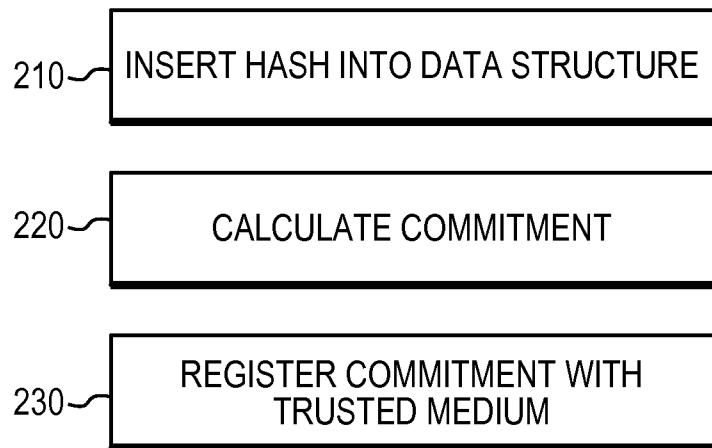 210 INSERT HASH INTO DATA STRUCTURE
220 CALCULATE COMMITMENT
230 REGISTER COMMITMENT WITH
TRUSTED MEDIUM